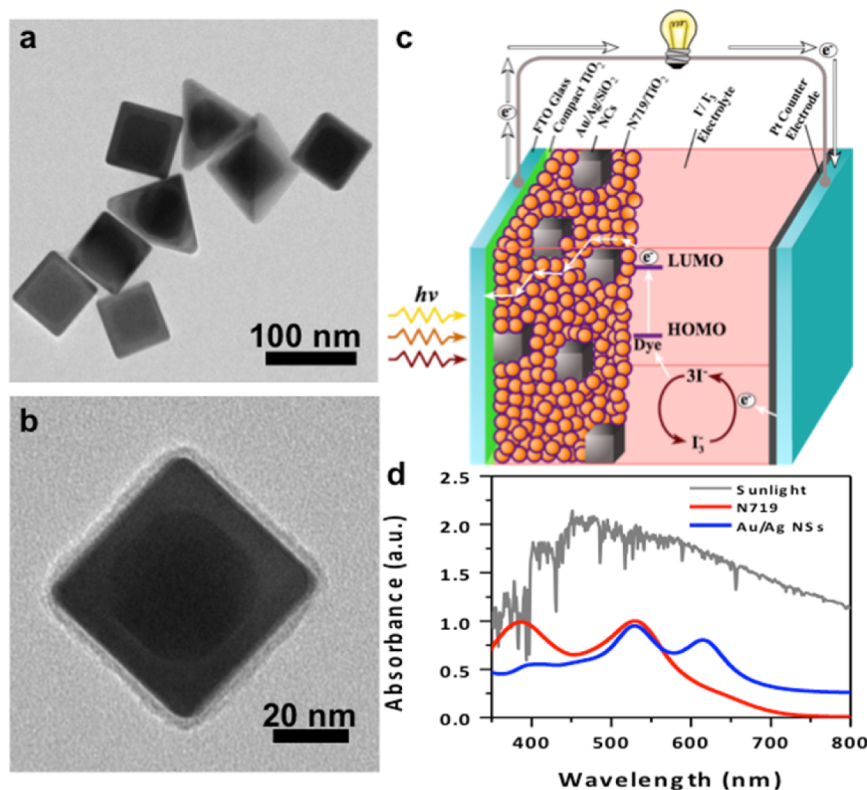 a
100 nm
b
20 nm
c
e-
e-
e-
FTO Glass
Compact TiO2
Au/Ag/SiO2
NCs
N719/TiO2
I-/ I3-
Electrolyte
Pt Counter
Electrode
hv
e-
LUMO
HOMO
Dye
3I-
e-
I3-
d
Sunlight
N719
Au/Ag NSs
Absorbance (a.u.)
2.5
2.0
1.5
1.0
0.5
0.0
400 500 600 700 800
Wavelength (nm)